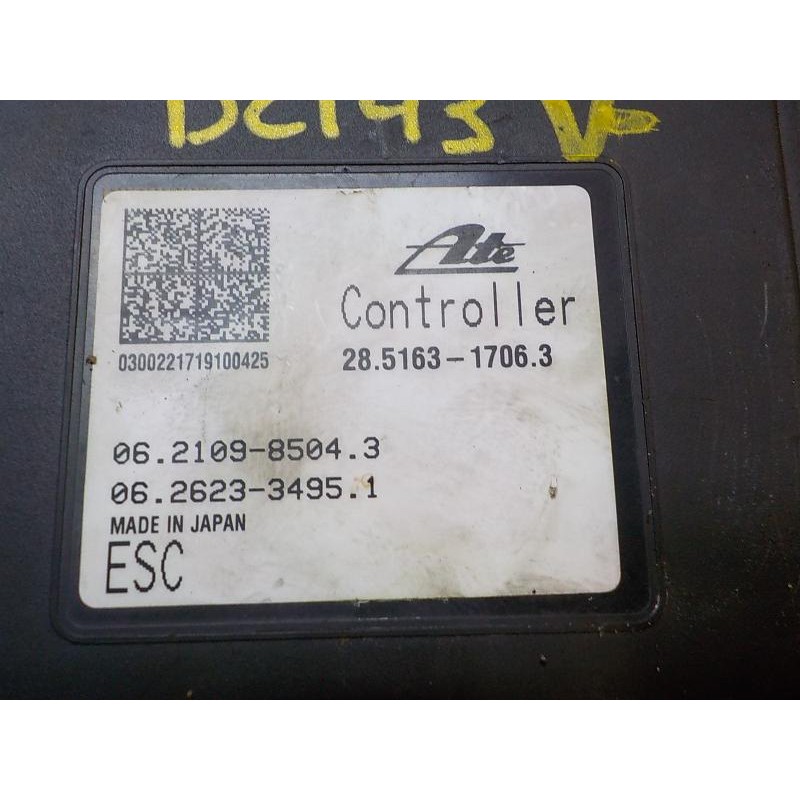 DC143 V
Ate
Controller
0300221719100425
28.5163-1706.3
06.2109-8504.3
06.2623-3495.1
MADE IN JAPAN
ESC